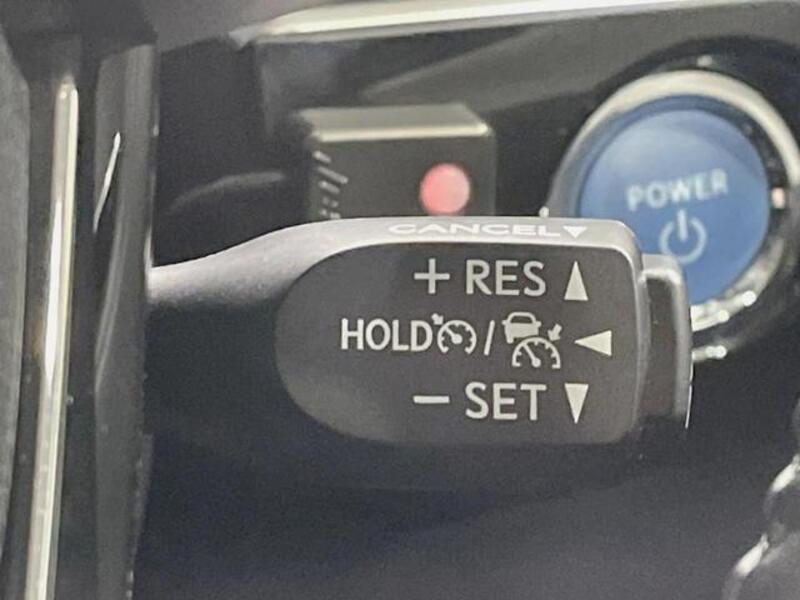 POWER
CANCEL▼
+ RES ▲
HOLD / ◀
− SET ▼